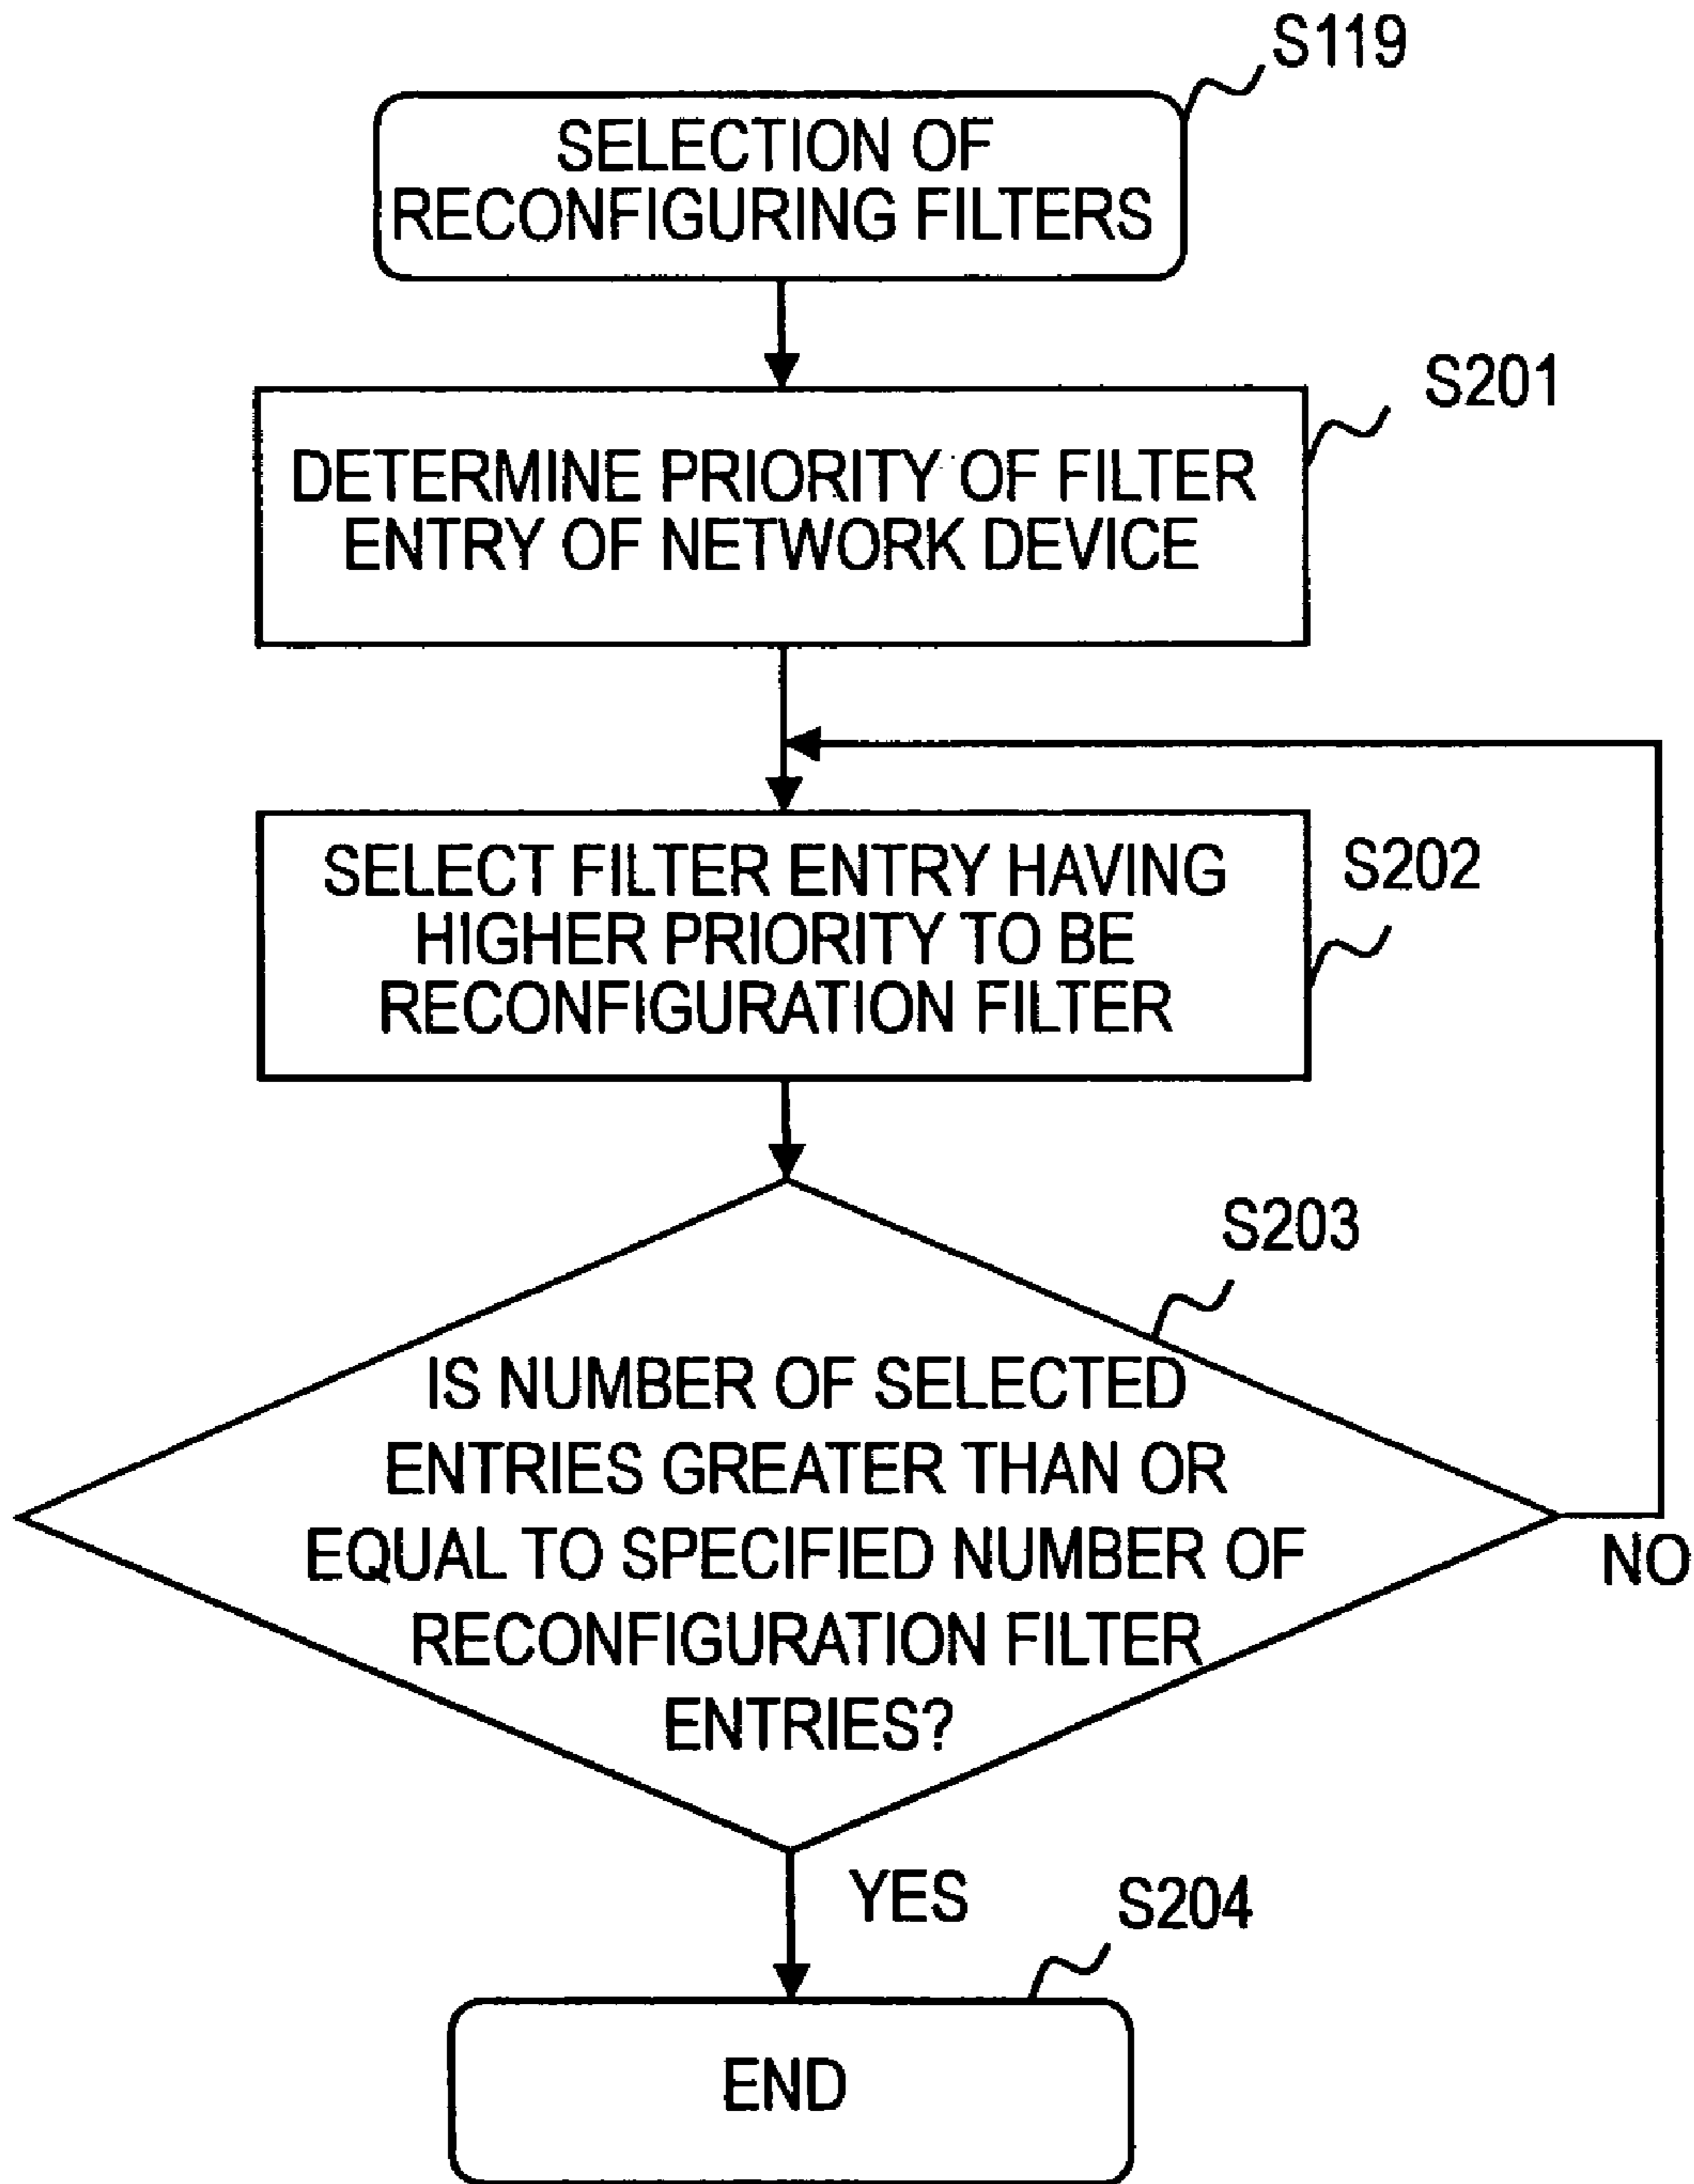 S119
SELECTION OF
RECONFIGURING FILTERS
S201
DETERMINE PRIORITY OF FILTER
ENTRY OF NETWORK DEVICE
S202
SELECT FILTER ENTRY HAVING
HIGHER PRIORITY TO BE
RECONFIGURATION FILTER
S203
IS NUMBER OF SELECTED
ENTRIES GREATER THAN OR
EQUAL TO SPECIFIED NUMBER OF
RECONFIGURATION FILTER
ENTRIES?
NO
YES
S204
END